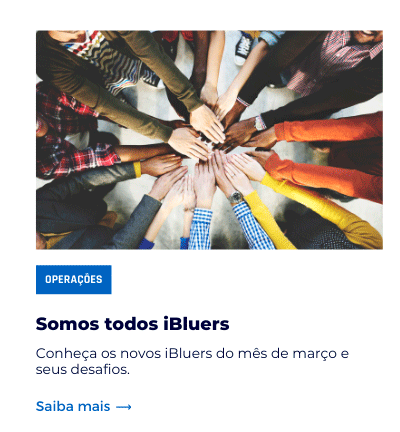 OPERAÇÕES
Somos todos iBluers
Conheça os novos iBluers do mês de março e
seus desafios.
Saiba mais →